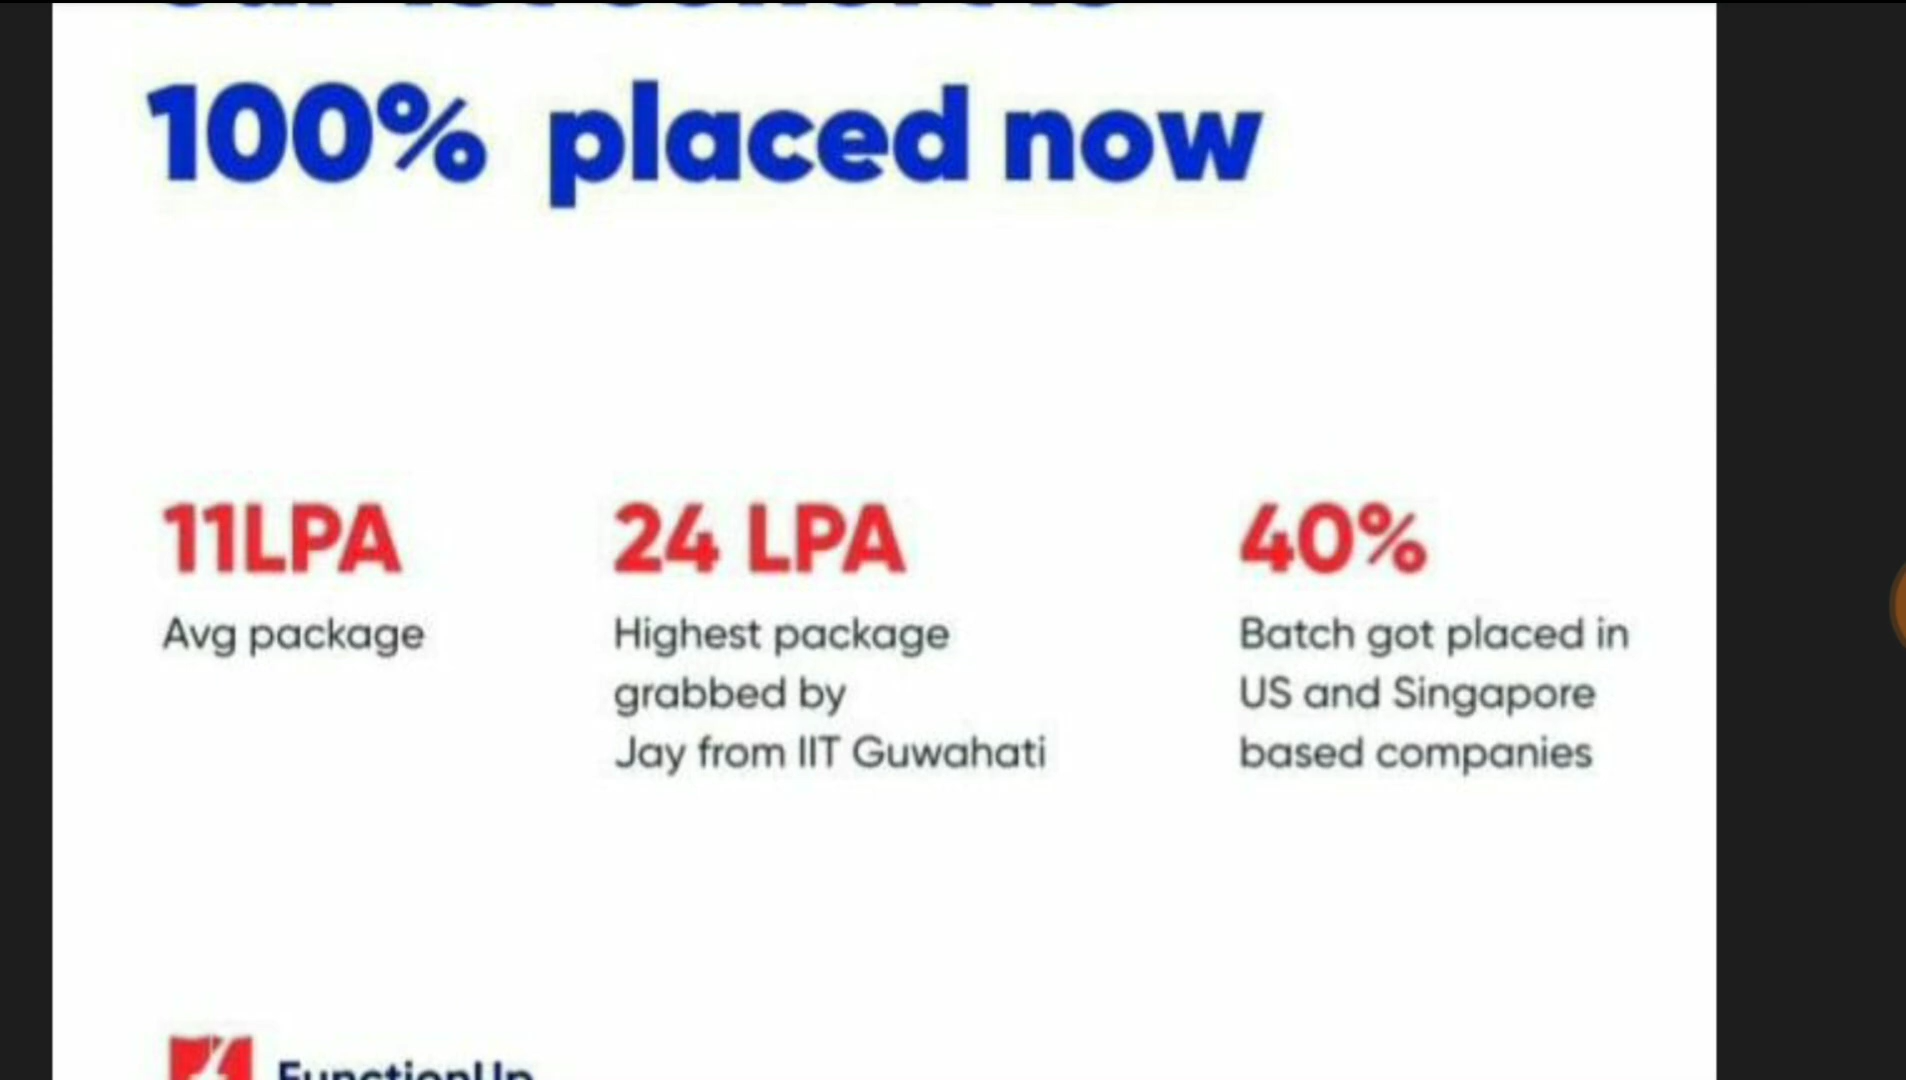 100% placed now
11LPA
Avg package
24 LPA
Highest package
grabbed by
Jay from IIT Guwahati
40%
Batch got placed in
US and Singapore
based companies
FunctionUp